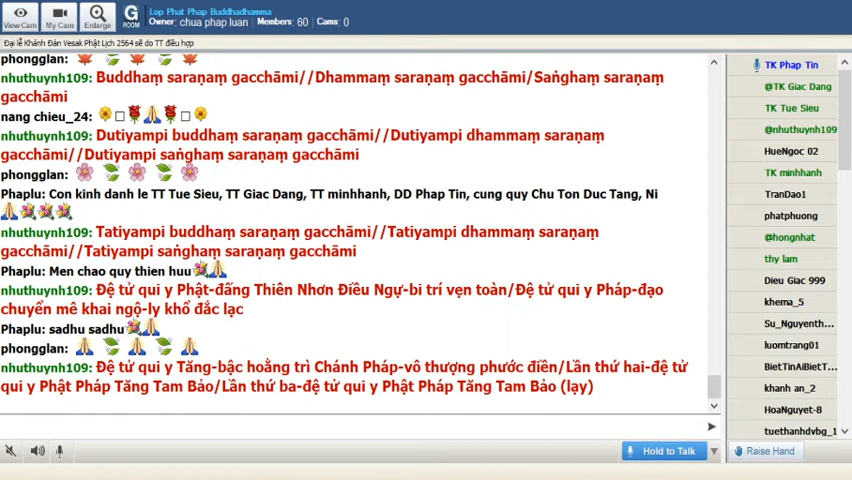 View Cam
My Cam
Enlarge
G
ROOM
Lop Phat Phap Buddhadhamma
Owner: chua phap luan Members: 60 Cams: 0
Đại lễ Khánh Đản Vesak Phật Lịch 2564 sẽ do TT điều hợp
phongglan:
nhuthuynh109: Buddhaṃ saraṇaṃ gacchāmi//Dhammaṃ saraṇaṃ gacchāmi/Saṅghaṃ saraṇaṃ
gacchāmi
nang chieu_24:
nhuthuynh109: Dutiyampi buddhaṃ saraṇaṃ gacchāmi//Dutiyampi dhammaṃ saraṇaṃ
gacchāmi//Dutiyampi saṅghaṃ saraṇaṃ gacchāmi
phongglan:
Phaplu: Con kinh danh le TT Tue Sieu, TT Giac Dang, TT minhhanh, DD Phap Tin, cung quy Chu Ton Duc Tang, Ni
nhuthuynh109: Tatiyampi buddhaṃ saraṇaṃ gacchāmi//Tatiyampi dhammaṃ saraṇaṃ
gacchāmi//Tatiyampi saṅghaṃ saraṇaṃ gacchāmi
Phaplu: Men chao quy thien huu
nhuthuynh109: Đệ tử qui y Phật-đấng Thiên Nhơn Điều Ngự-bi trí vẹn toàn/Đệ tử qui y Pháp-đạo
chuyển mê khai ngộ-ly khổ đắc lạc
Phaplu: sadhu sadhu
phongglan:
nhuthuynh109: Đệ tử qui y Tăng-bậc hoằng trì Chánh Pháp-vô thượng phước điền/Lần thứ hai-đệ tử
qui y Phật Pháp Tăng Tam Bảo/Lần thứ ba-đệ tử qui y Phật Pháp Tăng Tam Bảo (lạy)
TK Phap Tin
@TK Giac Dang
TK Tue Sieu
@nhuthuynh109
HueNgoc 02
TK minhhanh
TranDao1
phatphuong
@hongnhat
thy lam
Dieu Giac 999
khema_5
Su_Nguyenth...
luomtrang01
BietTinAiBietT...
khanh an_2
HoaNguyet-8
tuethanhdvbg_1
Hold to Talk
Raise Hand